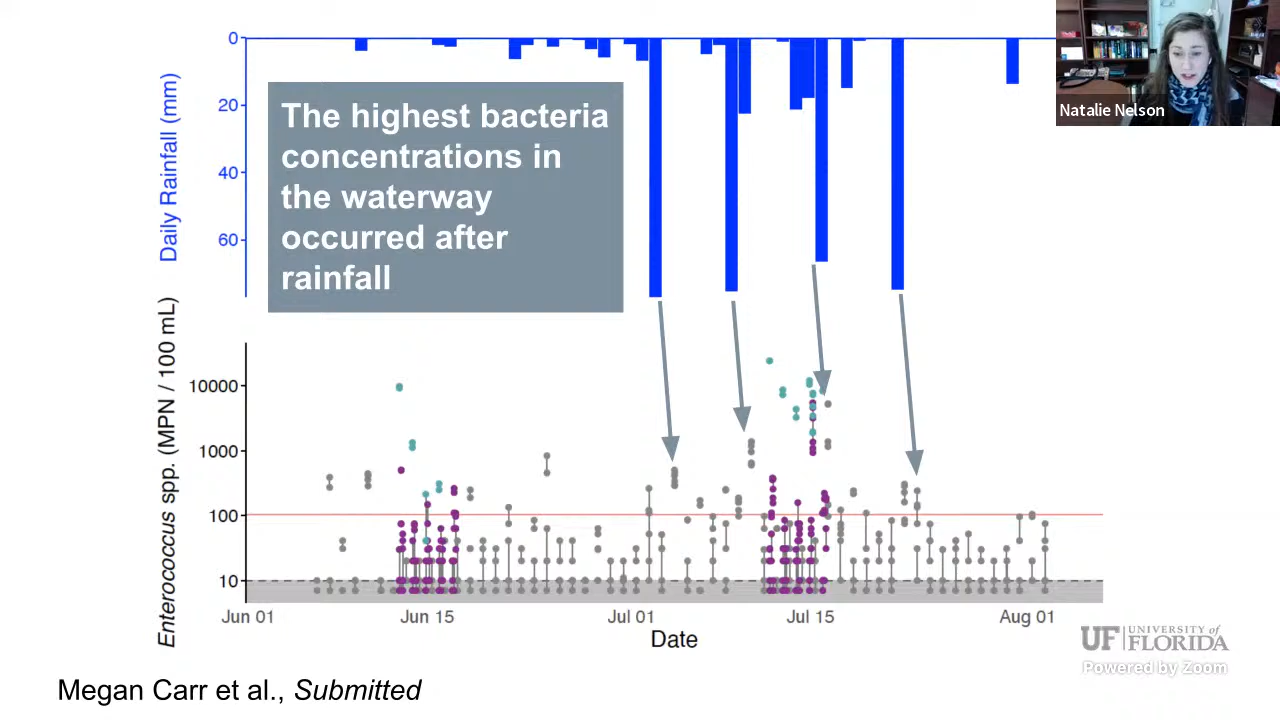 0
20
40
60
Daily Rainfall (mm)
The highest bacteria
concentrations in
the waterway
occurred after
rainfall
Natalie Nelson
10000
1000
100
10
Enterococcus spp. (MPN / 100 mL)
Jun 01
Jun 15
Jul 01
Jul 15
Aug 01
Date
UF UNIVERSITY of
FLORIDA
Powered by Zoom
Megan Carr et al., Submitted